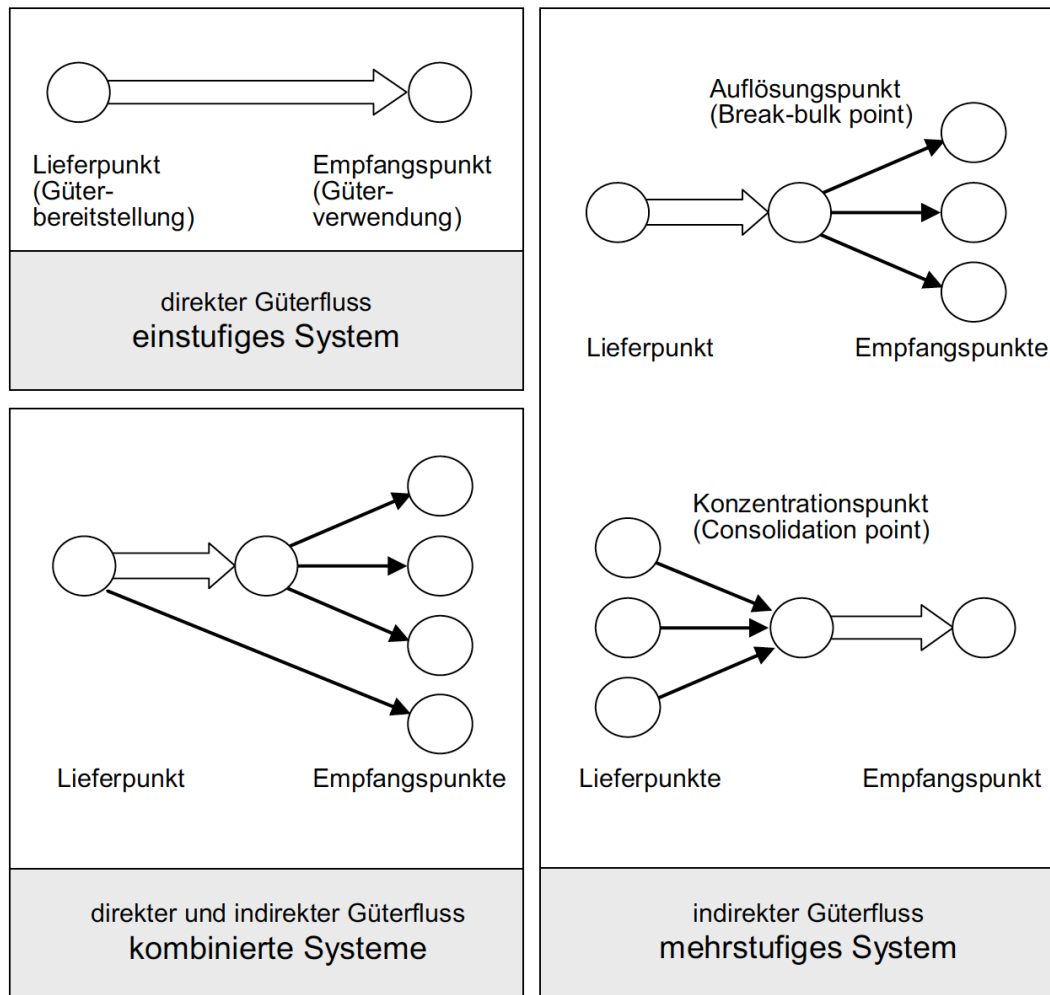 Lieferpunkt
(Güter-
bereitstellung)
Empfangspunkt
(Güter-
verwendung)
direkter Güterfluss
einstufiges System
Lieferpunkt
Empfangspunkte
direkter und indirekter Güterfluss
kombinierte Systeme
Auflösungspunkt
(Break-bulk point)
Lieferpunkt
Empfangspunkte
Konzentrationspunkt
(Consolidation point)
Lieferpunkte
Empfangspunkt
indirekter Güterfluss
mehrstufiges System